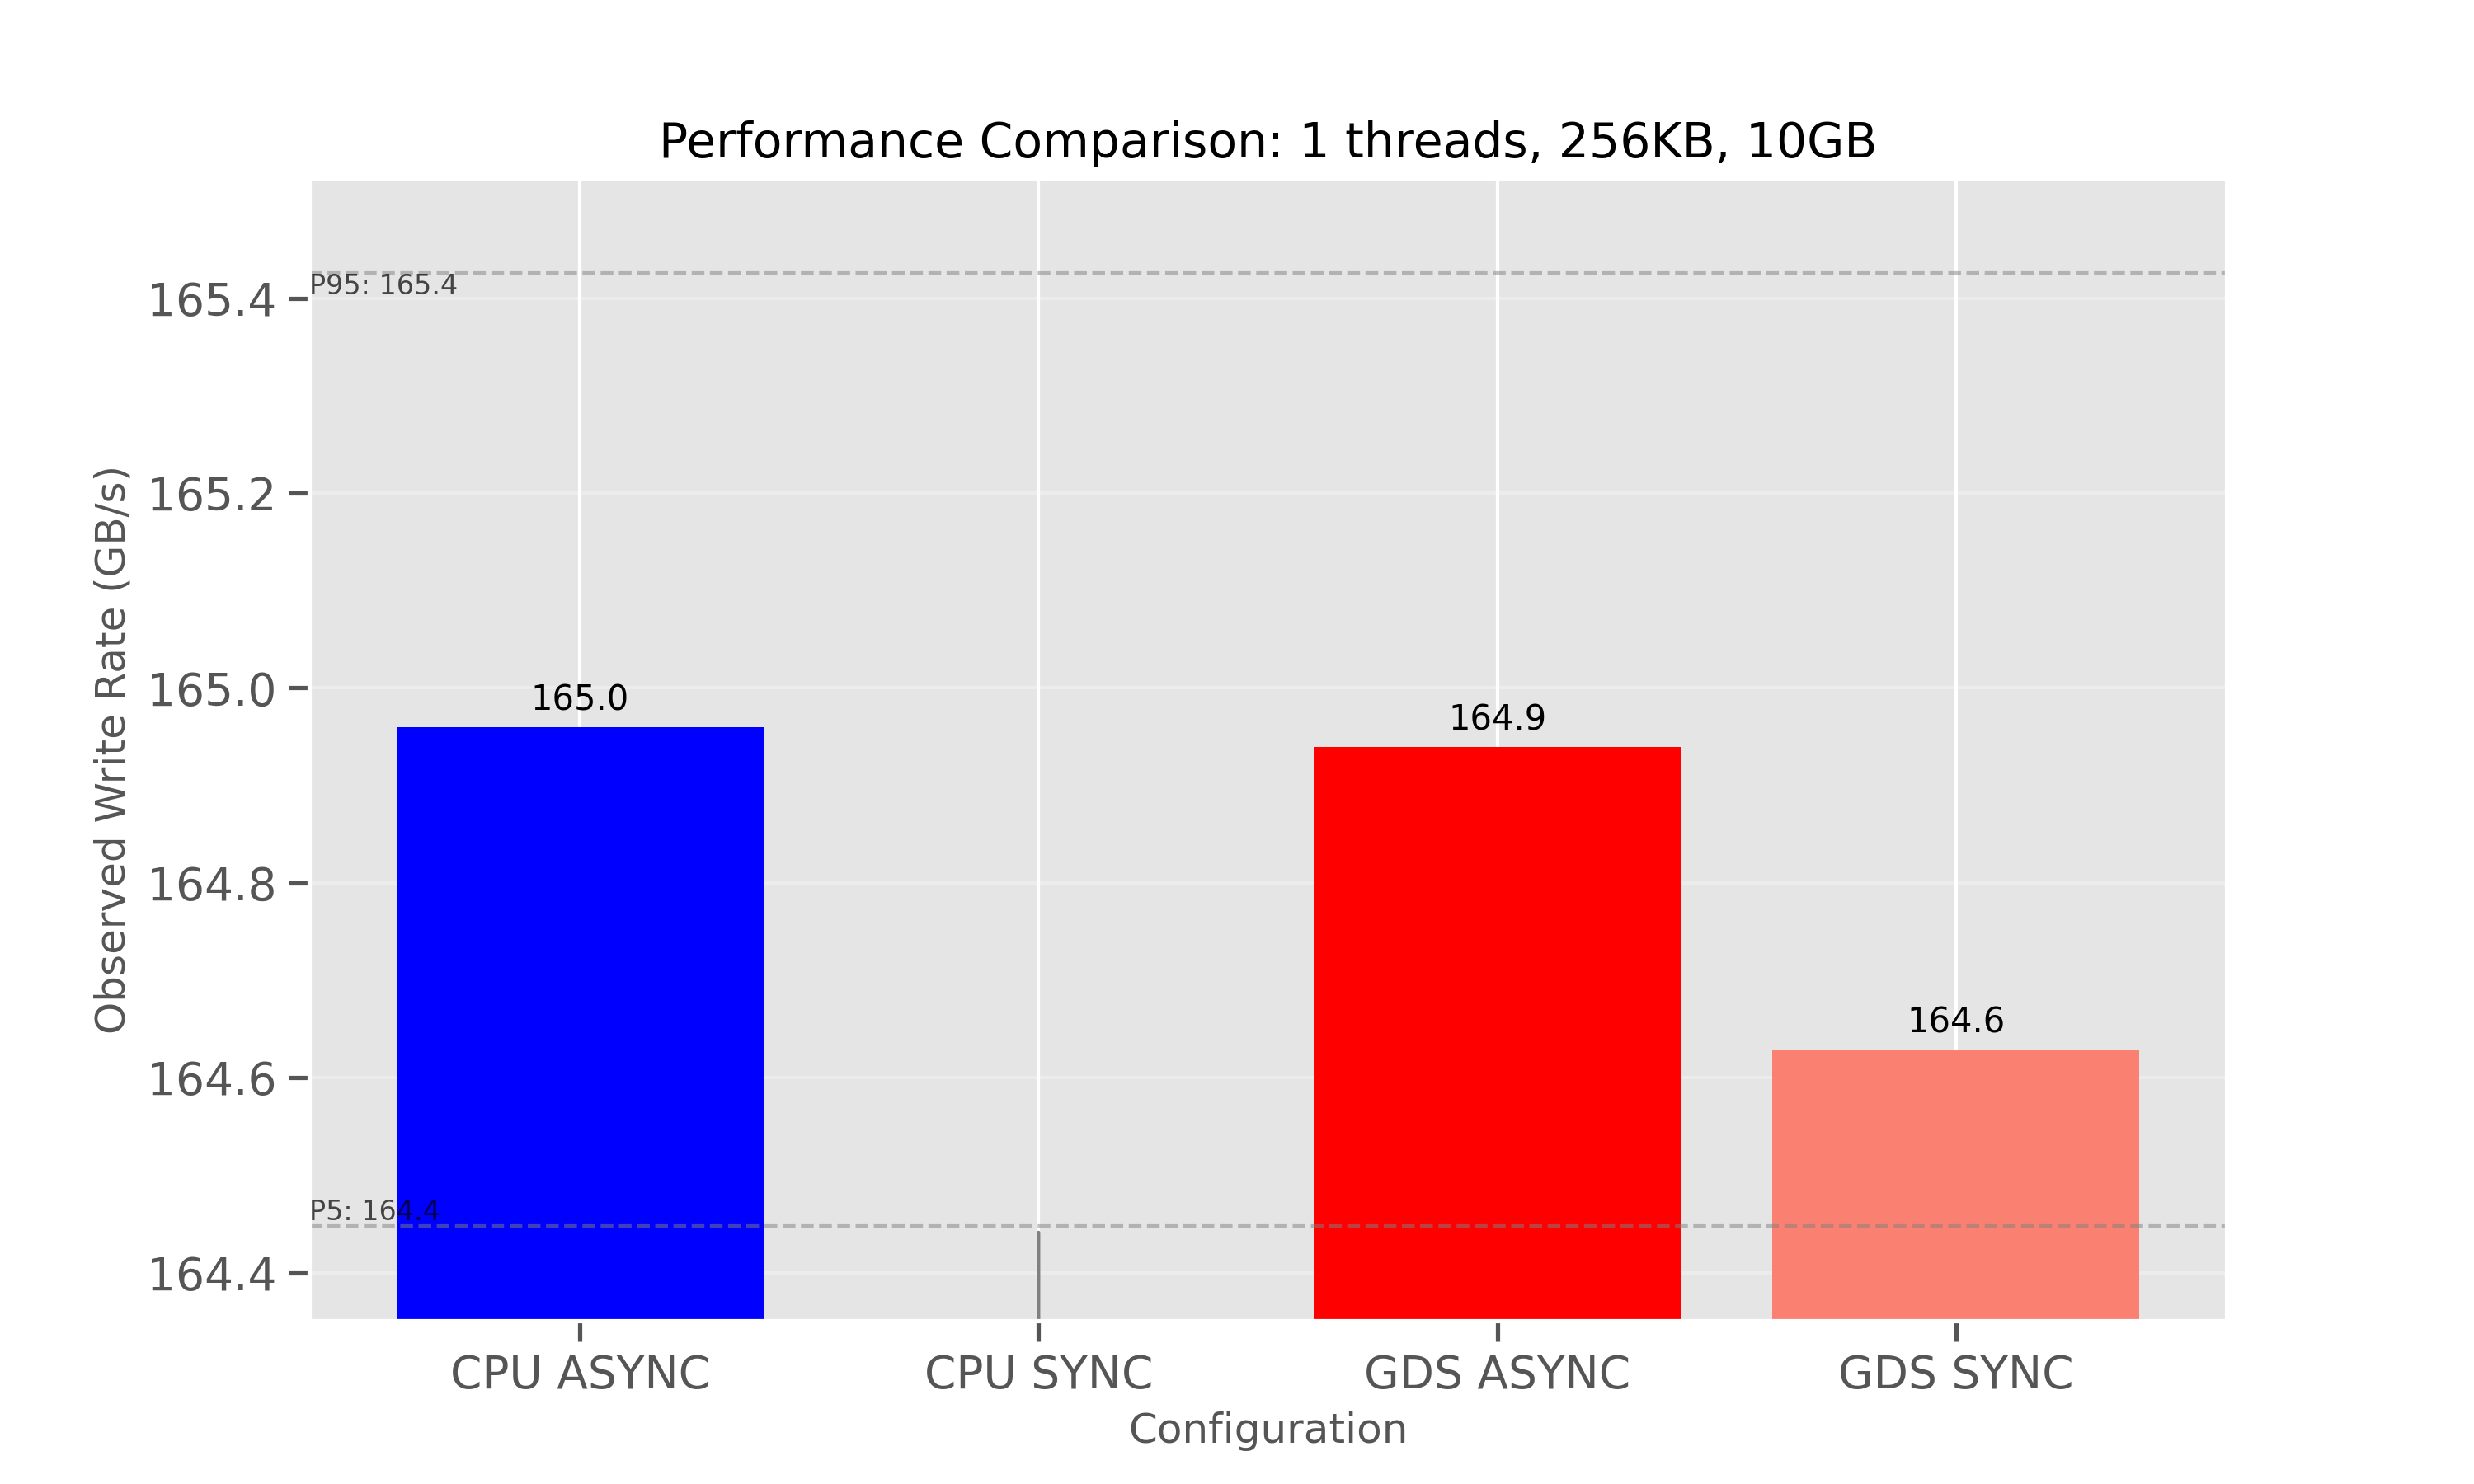 Performance Comparison: 1 threads, 256KB, 10GB
Observed Write Rate (GB/s)
165.4
165.2
165.0
164.8
164.6
164.4
P95: 165.4
P5: 164.4
165.0
164.9
164.6
CPU ASYNC
CPU SYNC
GDS ASYNC
GDS SYNC
Configuration